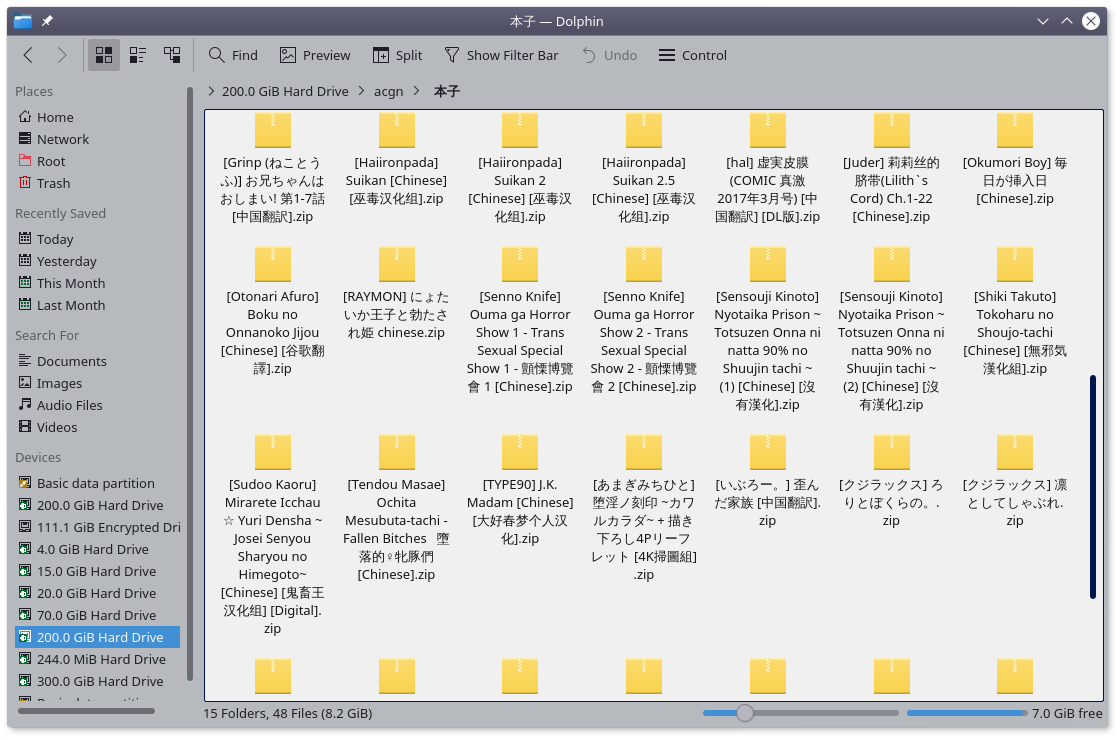 本子 — Dolphin
Find
Preview
Split
Show Filter Bar
Undo
Control
Places
Home
Network
Root
Trash
Recently Saved
Today
Yesterday
This Month
Last Month
Search For
Documents
Images
Audio Files
Videos
Devices
Basic data partition
200.0 GiB Hard Drive
111.1 GiB Encrypted Dri
4.0 GiB Hard Drive
15.0 GiB Hard Drive
20.0 GiB Hard Drive
70.0 GiB Hard Drive
200.0 GiB Hard Drive
244.0 MiB Hard Drive
300.0 GiB Hard Drive
200.0 GiB Hard Drive > acgn > 本子
[Grinp (ねことう
ふ)] お兄ちゃんは
おしまい! 第1-7話
[中国翻訳].zip
[Haiironpada]
Suikan [Chinese]
[巫毒汉化组].zip
[Haiironpada]
Suikan 2
[Chinese] [巫毒汉
化组].zip
[Haiironpada]
Suikan 2.5
[Chinese] [巫毒汉
化组].zip
[hal] 虚実皮膜
(COMIC 真激
2017年3月号) [中
国翻訳] [DL版].zip
[Juder] 莉莉丝的
脐带(Lilith`s
Cord) Ch.1-22
[Chinese].zip
[Okumori Boy] 毎
日が挿入日
[Chinese].zip
[Otonari Afuro]
Boku no
Onnanoko Jijou
[Chinese] [谷歌翻
譯].zip
[RAYMON] にょた
いか王子と勃たさ
れ姫 chinese.zip
[Senno Knife]
Ouma ga Horror
Show 1 - Trans
Sexual Special
Show 1 - 顫慄博覽
會 1 [Chinese].zip
[Senno Knife]
Ouma ga Horror
Show 2 - Trans
Sexual Special
Show 2 - 顫慄博覽
會 2 [Chinese].zip
[Sensouji Kinoto]
Nyotaika Prison ~
Totsuzen Onna ni
natta 90% no
Shuujin tachi ~
(1) [Chinese] [沒
有漢化].zip
[Sensouji Kinoto]
Nyotaika Prison ~
Totsuzen Onna ni
natta 90% no
Shuujin tachi ~
(2) [Chinese] [沒
有漢化].zip
[Shiki Takuto]
Tokoharu no
Shoujo-tachi
[Chinese] [無邪気
漢化組].zip
[Sudoo Kaoru]
Mirarete Icchau
☆ Yuri Densha ~
Josei Senyou
Sharyou no
Himegoto~
[Chinese] [鬼畜王
汉化组] [Digital].
zip
[Tendou Masae]
Ochita
Mesubuta-tachi -
Fallen Bitches 墮
落的♀牝豚們
[Chinese].zip
[TYPE90] J.K.
Madam [Chinese]
[大好春梦个人汉
化].zip
[あまぎみちひと]
堕淫ノ刻印 ~カワ
ルカラダ~ + 描き
下ろし4Pリーフ
レット [4K掃圖組]
.zip
[いぶろー。] 歪ん
だ家族 [中国翻訳].
zip
[クジラックス] ろ
りとぼくらの。.
zip
[クジラックス] 凛
としてしゃぶれ.
zip
15 Folders, 48 Files (8.2 GiB)
7.0 GiB free